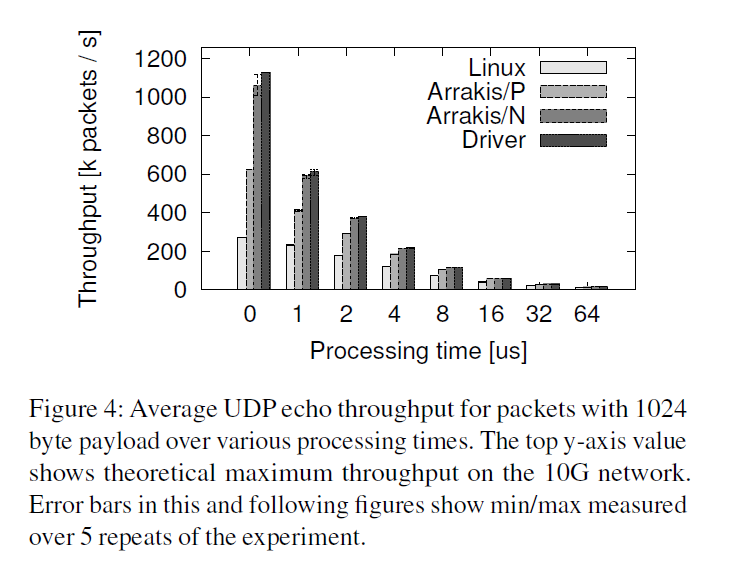 Throughput [k packets / s]
1200
1000
800
600
400
200
0
Linux
Arrakis/P
Arrakis/N
Driver
0 1 2 4 8 16 32 64
Processing time [us]
Figure 4: Average UDP echo throughput for packets with 1024
byte payload over various processing times. The top y-axis value
shows theoretical maximum throughput on the 10G network.
Error bars in this and following figures show min/max measured
over 5 repeats of the experiment.